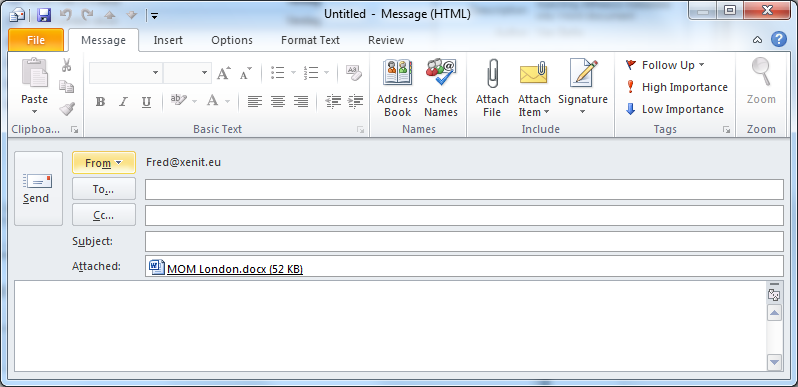 Untitled - Message (HTML)
File Message Insert Options Format Text Review
Paste
Clipboa...
B I U
Basic Text
Address Book
Check Names
Names
Attach File
Attach Item
Signature
Include
Follow Up
High Importance
Low Importance
Tags
Zoom
Zoom
Send
From Fred@xenit.eu
To...
Cc...
Subject:
Attached: MOM London.docx (52 KB)